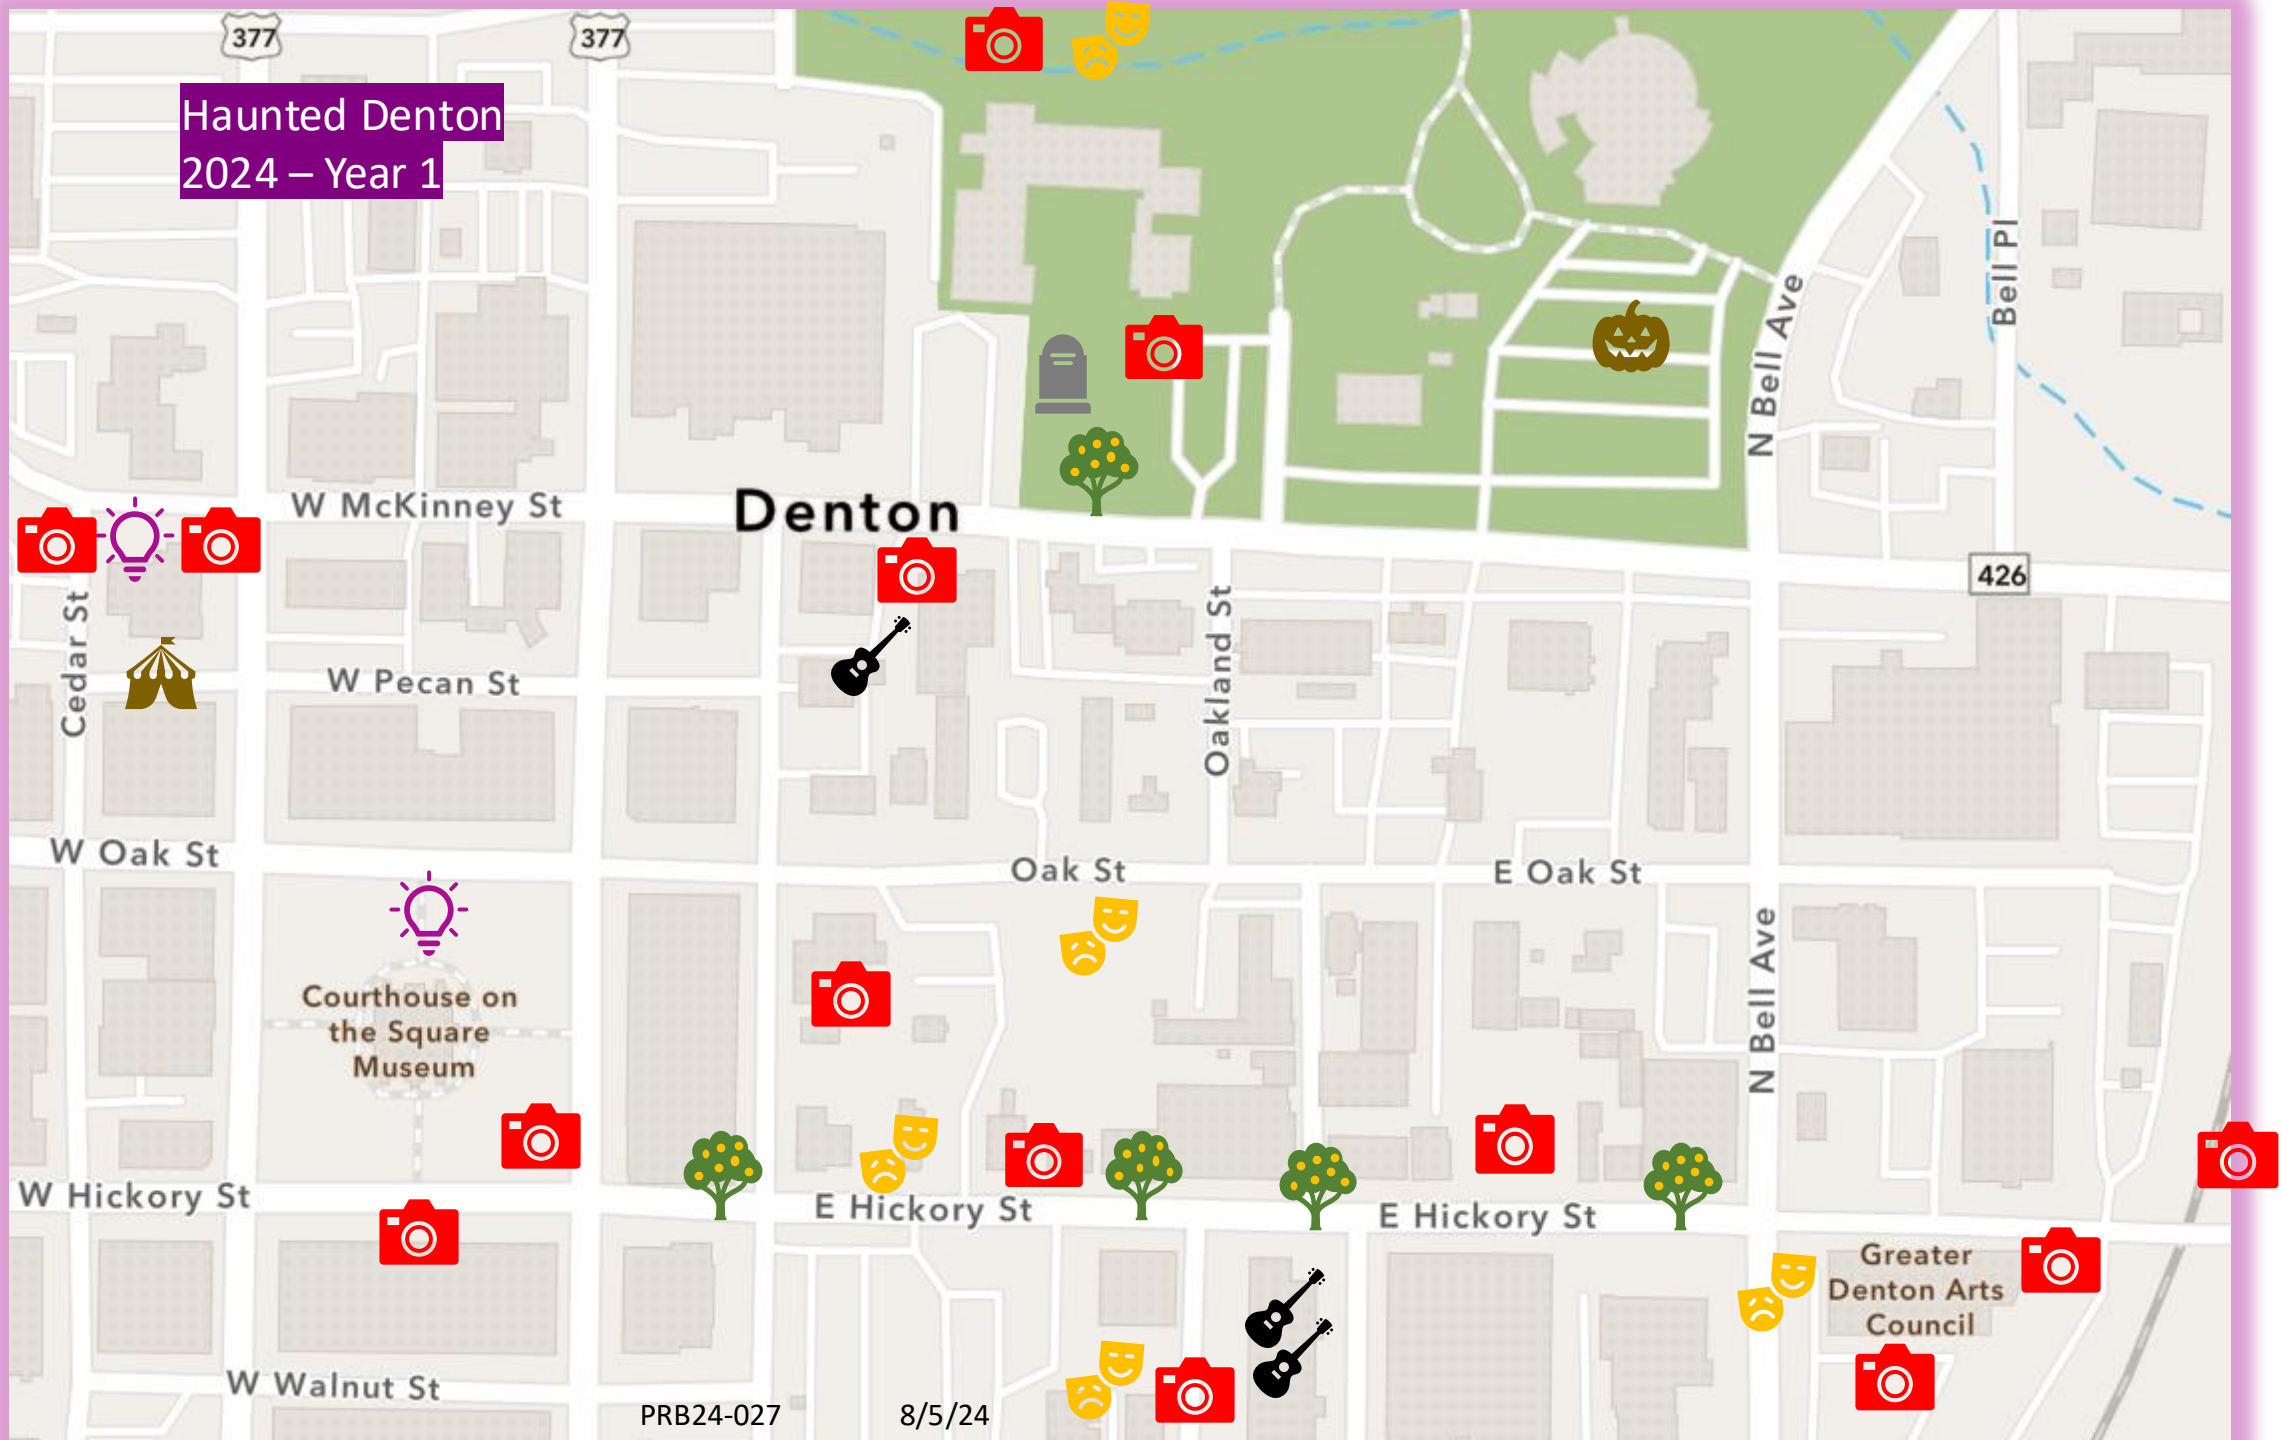 377
377
Haunted Denton
2024 – Year 1
Bell Pl
N Bell Ave
W McKinney St
Denton
426
Cedar St
W Pecan St
Oakland St
W Oak St
Oak St
E Oak St
N Bell Ave
Courthouse on
the Square
Museum
W Hickory St
E Hickory St
E Hickory St
Greater
Denton Arts
Council
W Walnut St
PRB24-027
8/5/24